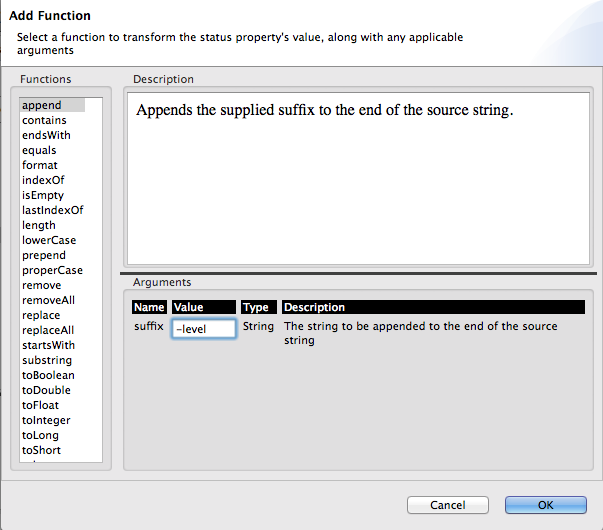 Add Function
Select a function to transform the status property's value, along with any applicable
arguments
Functions
append
contains
endsWith
equals
format
indexOf
isEmpty
lastIndexOf
length
lowerCase
prepend
properCase
remove
removeAll
replace
replaceAll
startsWith
substring
toBoolean
toDouble
toFloat
toInteger
toLong
toShort
Description
Appends the supplied suffix to the end of the source string.
Arguments
Name Value Type Description
suffix -level String The string to be appended to the end of the source
string
Cancel OK